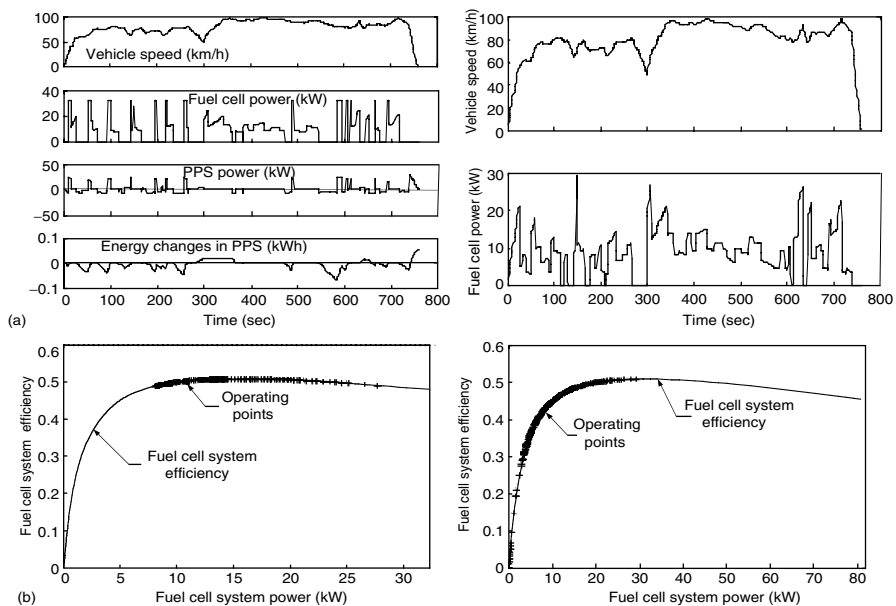 100
50
0
Vehicle speed (km/h)
40
20
0
Fuel cell power (kW)
50
0
−50
PPS power (kW)
0.1
0
−0.1
Energy changes in PPS (kWh)
0 100 200 300 400 500 600 700 800
(a)
Time (sec)
100
80
60
40
20
0
Vehicle speed (km/h)
30
20
10
0
Fuel cell power (kW)
0 100 200 300 400 500 600 700 800
Time (sec)
0.6
0.5
0.4
0.3
0.2
0.1
0
Fuel cell system efficiency
Operating
points
Fuel cell system
efficiency
0 5 10 15 20 25 30
(b)
Fuel cell system power (kW)
0.6
0.5
0.4
0.3
0.2
0.1
0
Fuel cell system efficiency
Operating
points
Fuel cell system
efficiency
0 10 20 30 40 50 60 70 80
Fuel cell system power (kW)